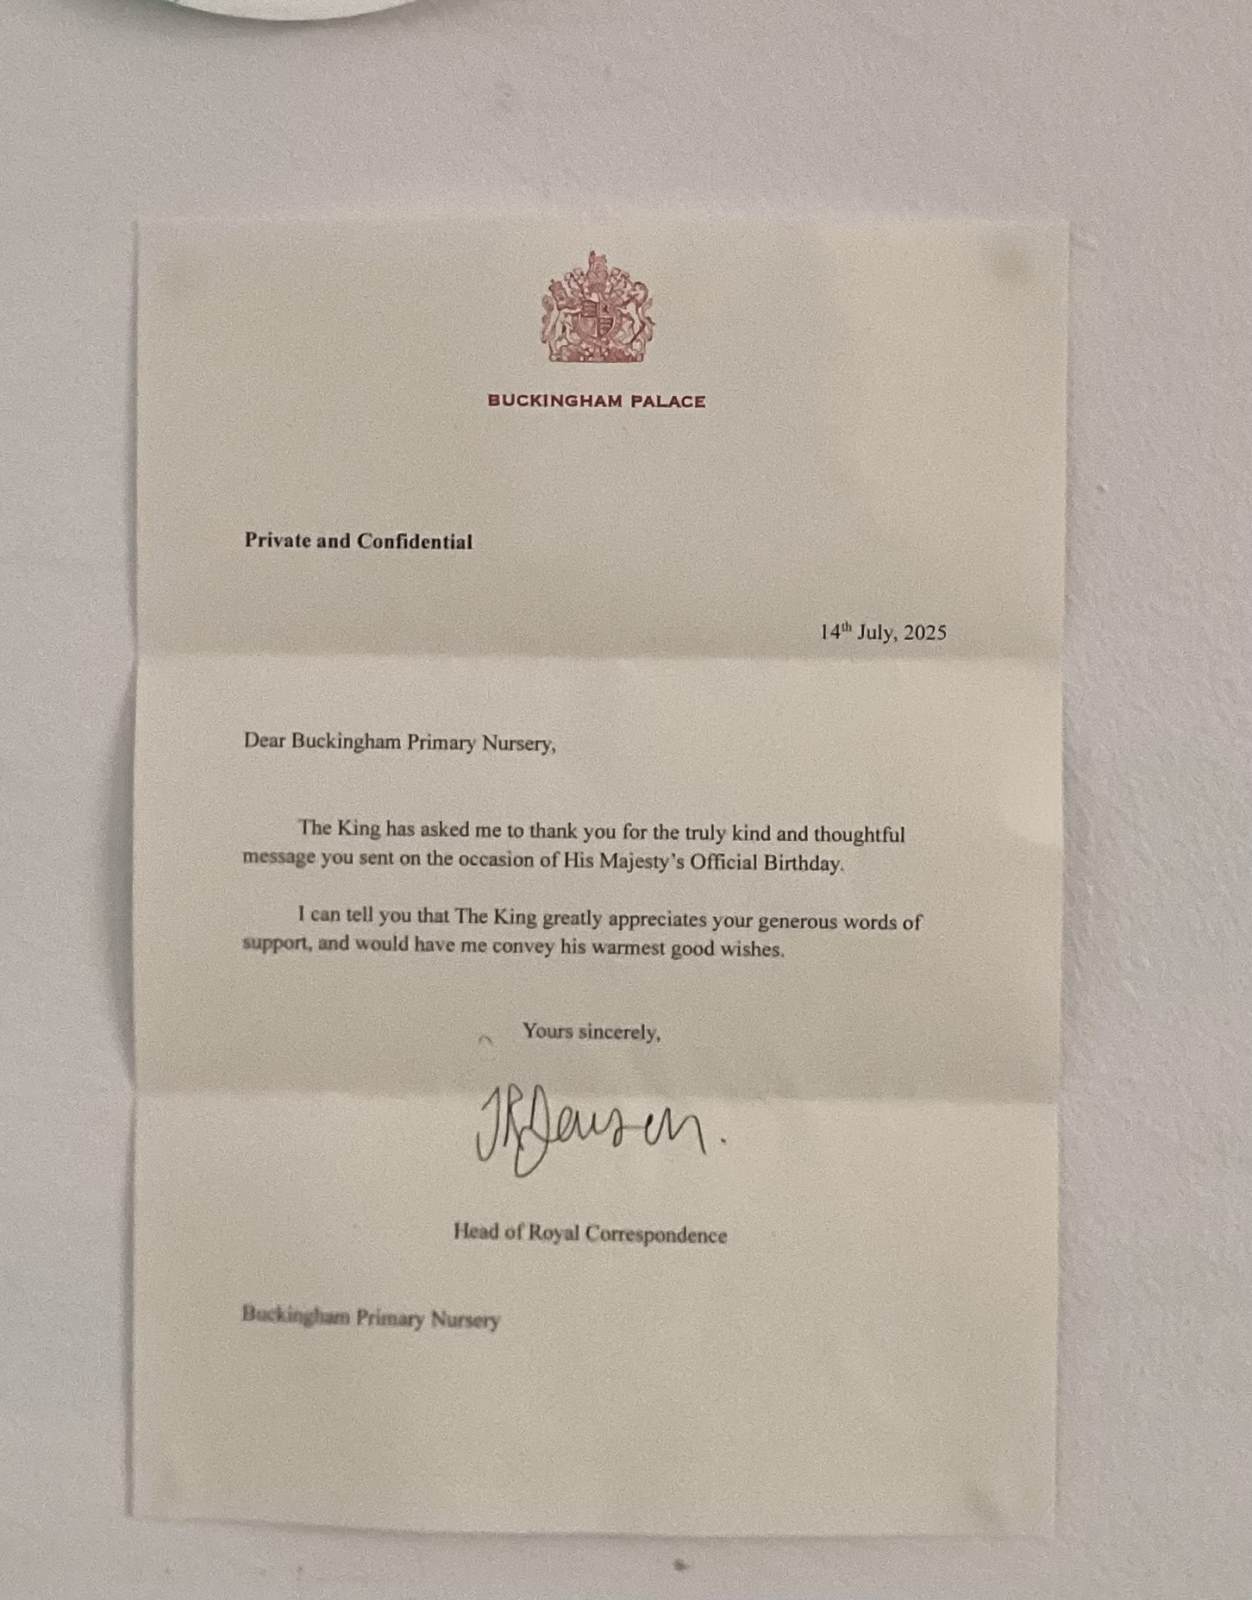 BUCKINGHAM PALACE
Private and Confidential
14th July, 2025
Dear Buckingham Primary Nursery,
The King has asked me to thank you for the truly kind and thoughtful
message you sent on the occasion of His Majesty's Official Birthday.
I can tell you that The King greatly appreciates your generous words of
support, and would have me convey his warmest good wishes.
Yours sincerely,
Head of Royal Correspondence
Buckingham Primary Nursery